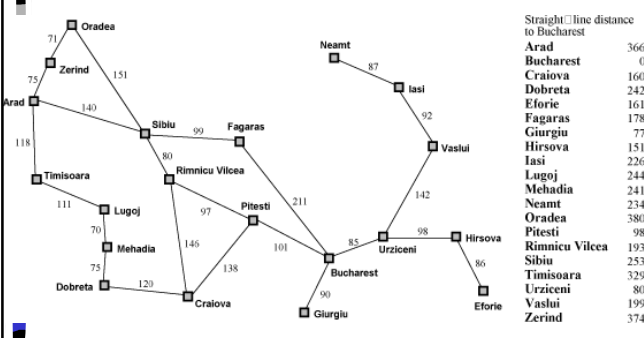 Oradea
71
Neamt
Zerind
87
151
75
Iasi
Arad
140
92
Sibiu
99
Fagaras
118
Vaslui
80
Rimnicu Vilcea
Timisoara
142
111
211
Lugoj
97
Pitesti
70
98
Hirsova
85
146
101
Urziceni
Mehadia
138
86
75
Bucharest
120
Dobreta
90
Craiova
Eforie
Giurgiu
Straight□line distance
to Bucharest
Arad 366
Bucharest 0
Craiova 160
Dobreta 242
Eforie 161
Fagaras 178
Giurgiu 77
Hirsova 151
Iasi 226
Lugoj 244
Mehadia 241
Neamt 234
Oradea 380
Pitesti 98
Rimnicu Vilcea 193
Sibiu 253
Timisoara 329
Urziceni 80
Vaslui 199
Zerind 374